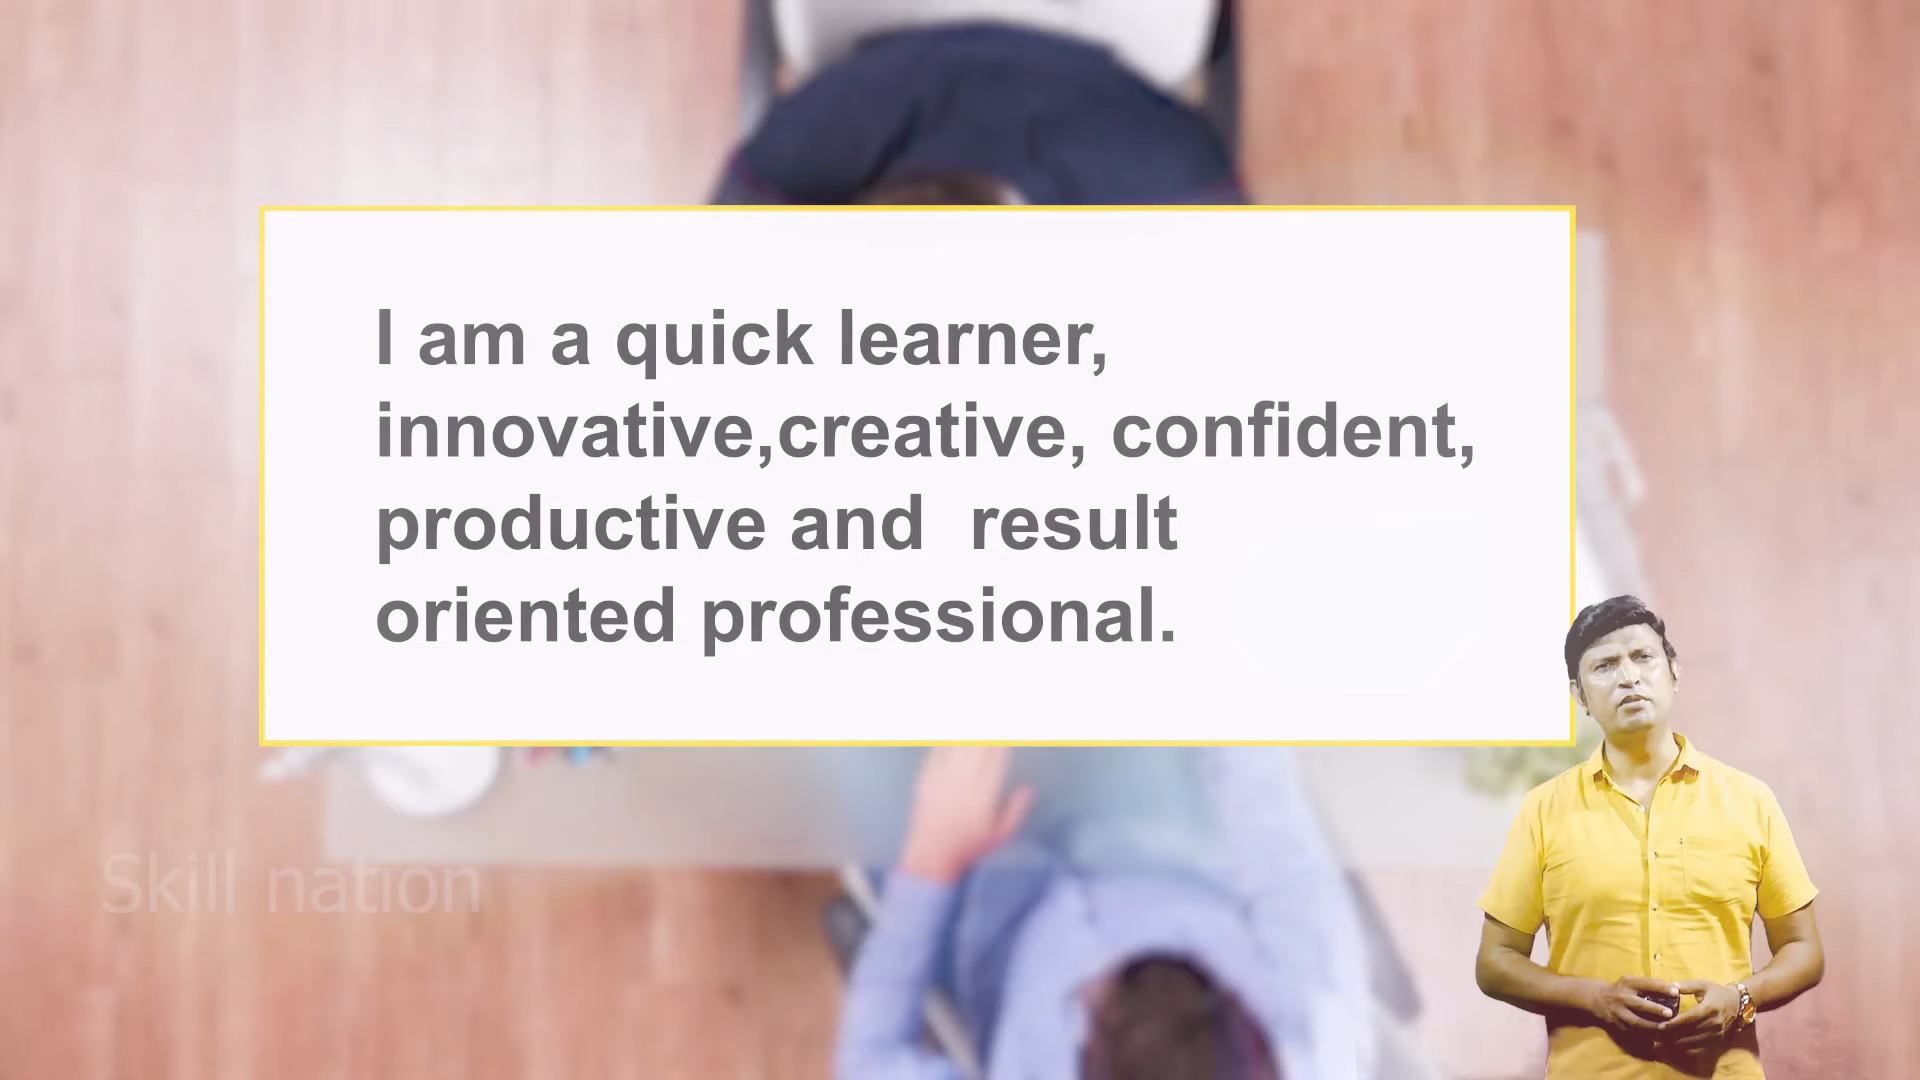 I am a quick learner,
innovative,creative, confident,
productive and  result
oriented professional.
Skill nation